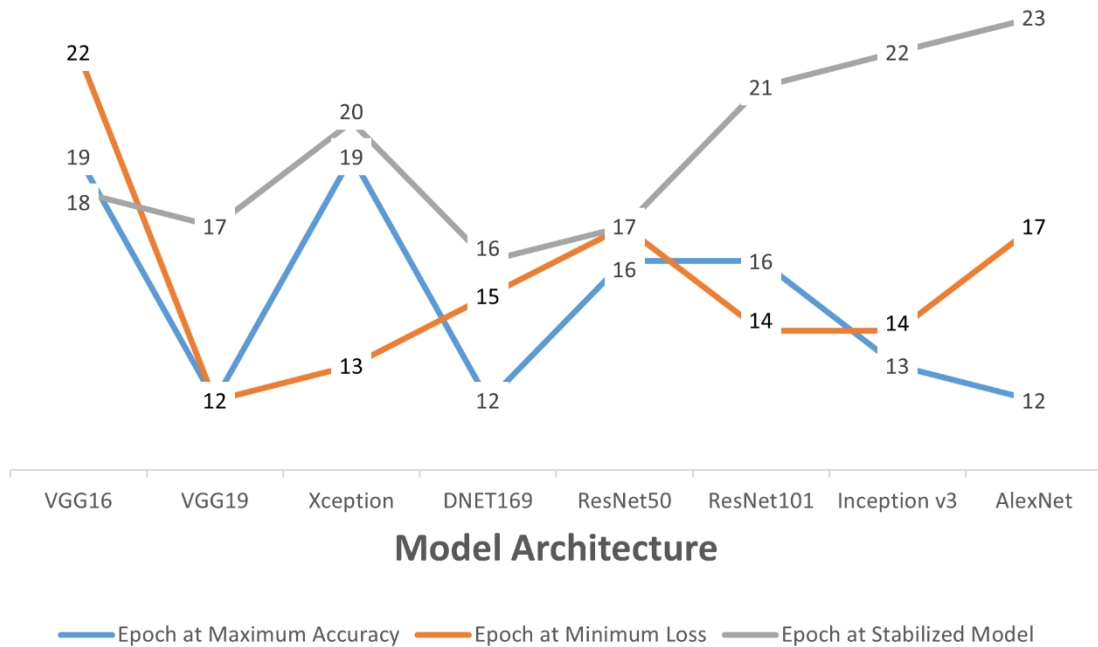 23
22 22
21
20
19 19
18
17 17 17
16 16 16
15
14 14
13 13
12 12 12
VGG16 VGG19 Xception DNET169 ResNet50 ResNet101 Inception v3 AlexNet
Model Architecture
Epoch at Maximum Accuracy Epoch at Minimum Loss Epoch at Stabilized Model